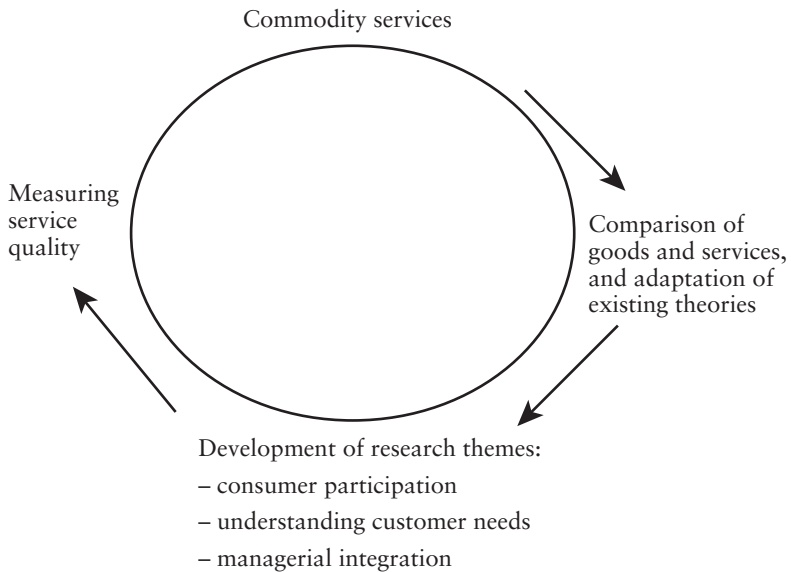 Commodity services
Measuring
service
quality
Comparison of
goods and services,
and adaptation of
existing theories
Development of research themes:
– consumer participation
– understanding customer needs
– managerial integration